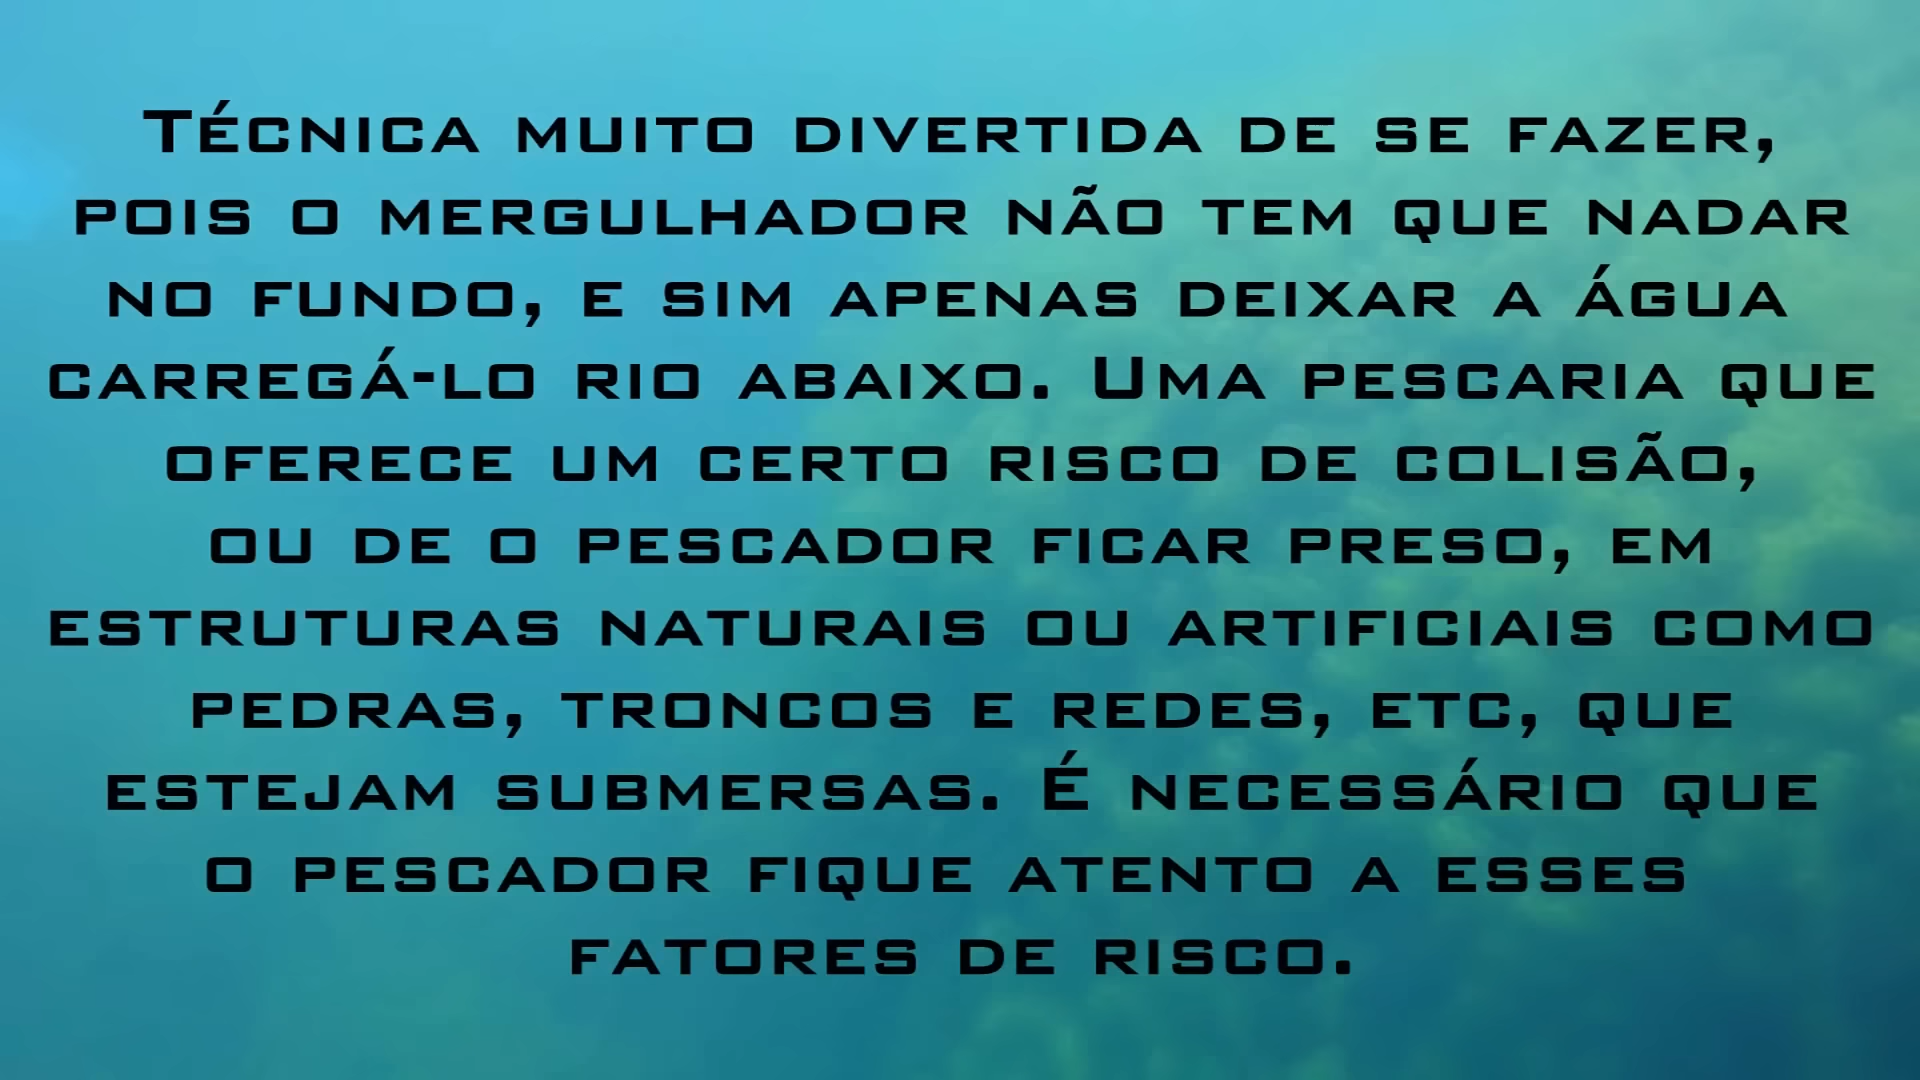 Técnica muito divertida de se fazer,
pois o mergulhador não tem que nadar
no fundo, e sim apenas deixar a água
carregá-lo rio abaixo. Uma pescaria que
oferece um certo risco de colisão,
ou de o pescador ficar preso, em
estruturas naturais ou artificiais como
pedras, troncos e redes, etc, que
estejam submersas. É necessário que
o pescador fique atento a esses
fatores de risco.